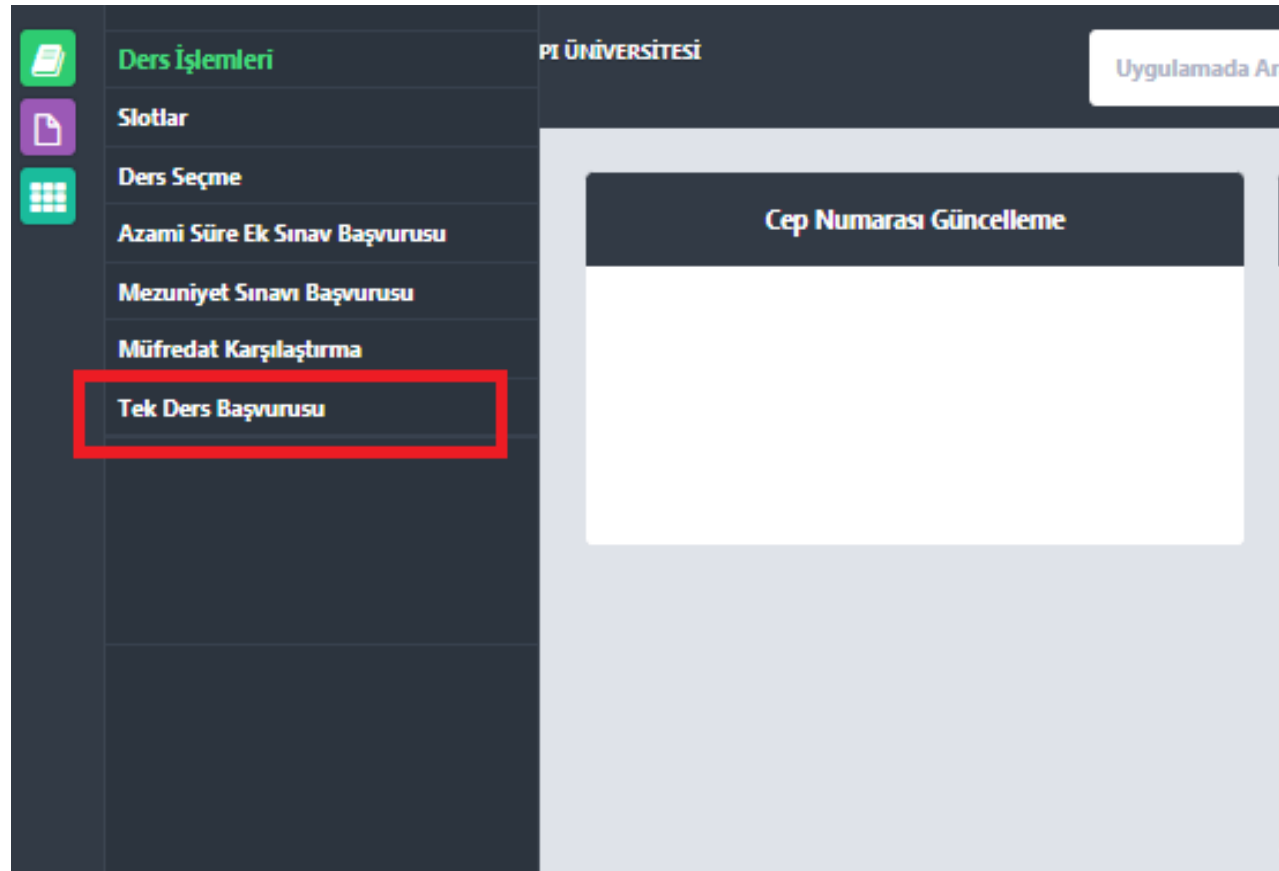 Ders İşlemleri
Slotlar
Ders Seçme
Azami Süre Ek Sınav Başvurusu
Mezuniyet Sınavı Başvurusu
Müfredat Karşılaştırma
Tek Ders Başvurusu
PI ÜNİVERSİTESİ
Uygulamada Ar
Cep Numarası Güncelleme